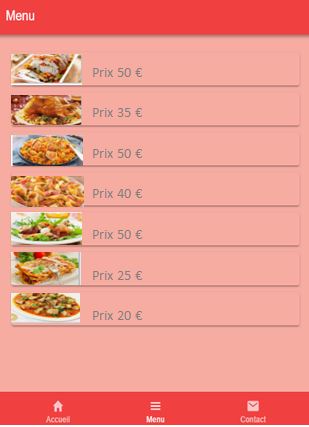 Menu
Prix 50 €
Prix 35 €
Prix 50 €
Prix 40 €
Prix 50 €
Prix 25 €
Prix 20 €
Accueil Menu Contact